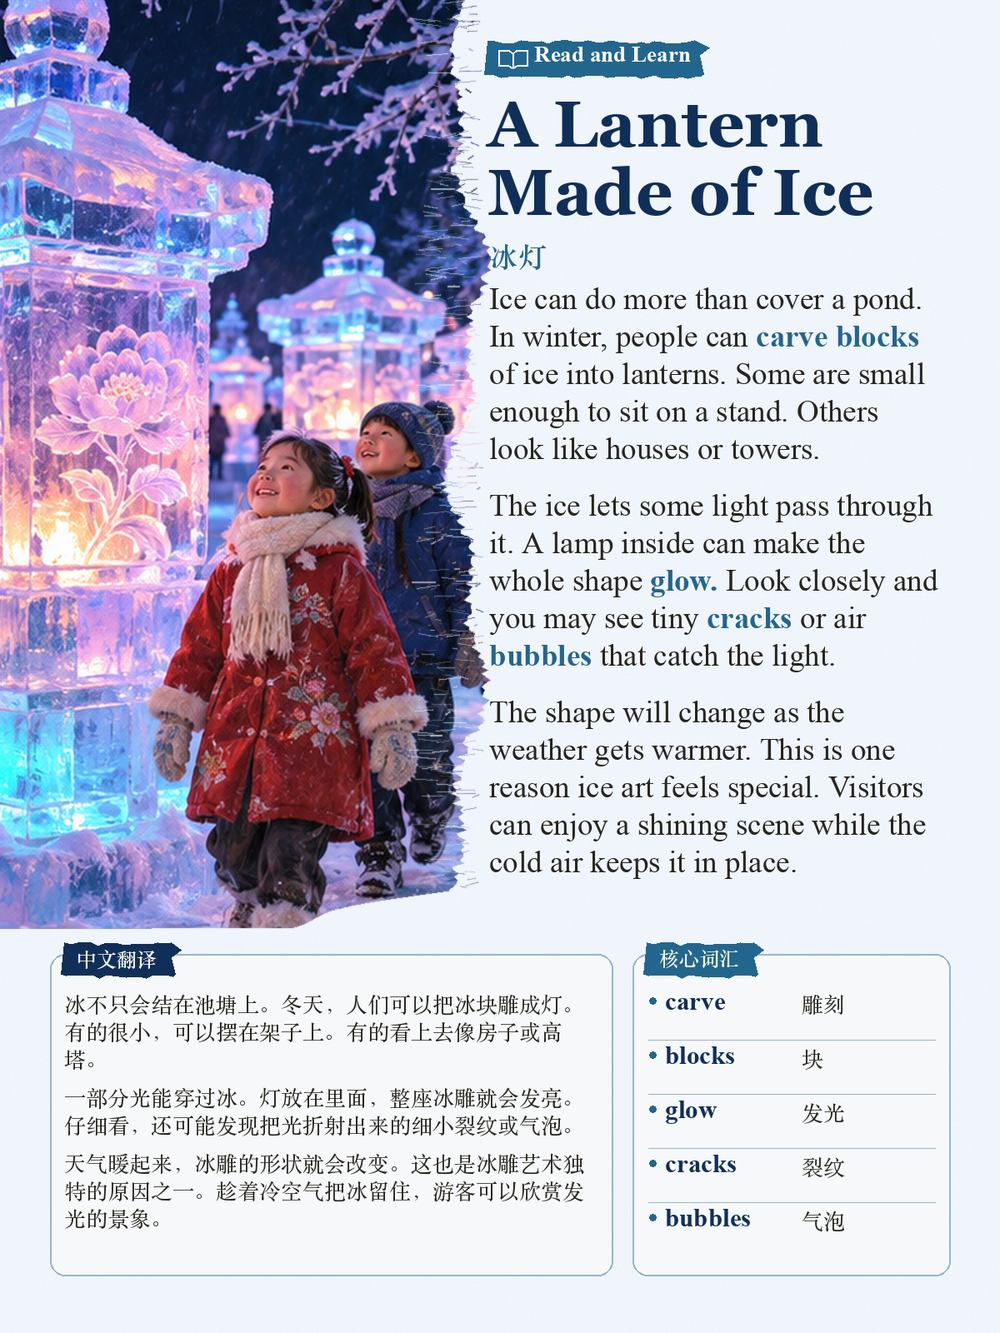 Read and Learn
A Lantern
Made of Ice
冰灯
Ice can do more than cover a pond.
In winter, people can carve blocks
of ice into lanterns. Some are small
enough to sit on a stand. Others
look like houses or towers.
The ice lets some light pass through
it. A lamp inside can make the
whole shape glow. Look closely and
you may see tiny cracks or air
bubbles that catch the light.
The shape will change as the
weather gets warmer. This is one
reason ice art feels special. Visitors
can enjoy a shining scene while the
cold air keeps it in place.
中文翻译
冰不只会结在池塘上。冬天，人们可以把冰块雕成灯。
有的很小，可以摆在架子上。有的看上去像房子或高
塔。
一部分光能穿过冰。灯放在里面，整座冰雕就会发亮。
仔细看，还可能发现把光折射出来的细小裂纹或气泡。
天气暖起来，冰雕的形状就会改变。这也是冰雕艺术独
特的原因之一。趁着冷空气把冰留住，游客可以欣赏发
光的景象。
核心词汇
• carve 雕刻
• blocks 块
• glow 发光
• cracks 裂纹
• bubbles 气泡